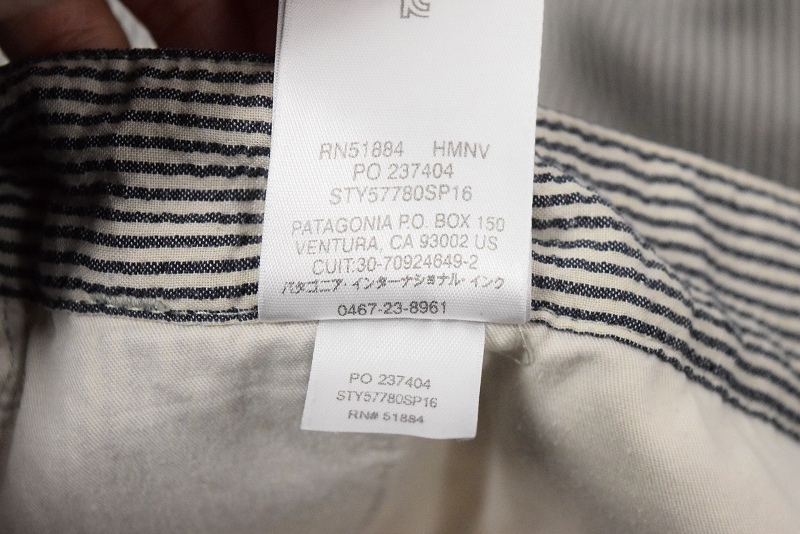 RN51884 HMNV
PO 237404
STY57780SP16
PATAGONIA P.O. BOX 150
VENTURA, CA 93002 US
CUIT:30-70924649-2
パタゴニア・インターナショナル・インク
0467-23-8961
PO 237404
STY57780SP16
RN# 51884